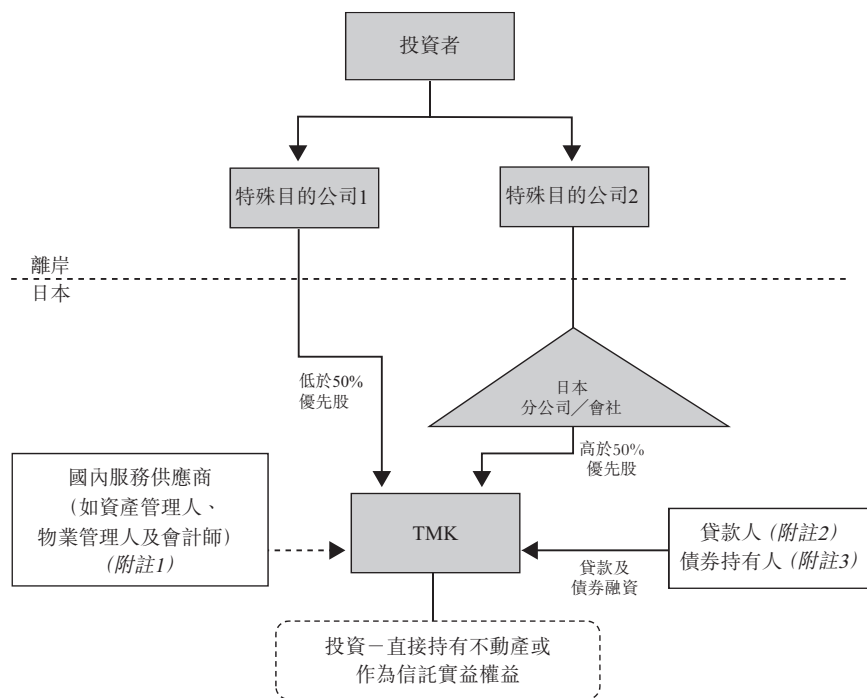 投資者
特殊目的公司1
特殊目的公司2
離岸
日本
低於50%
優先股
日本
分公司／會社
高於50%
優先股
國內服務供應商
（如資產管理人、
物業管理人及會計師）
（附註1）
TMK
貸款及
債券融資
貸款人（附註2）
債券持有人（附註3）
投資－直接持有不動產或
作為信託實益權益